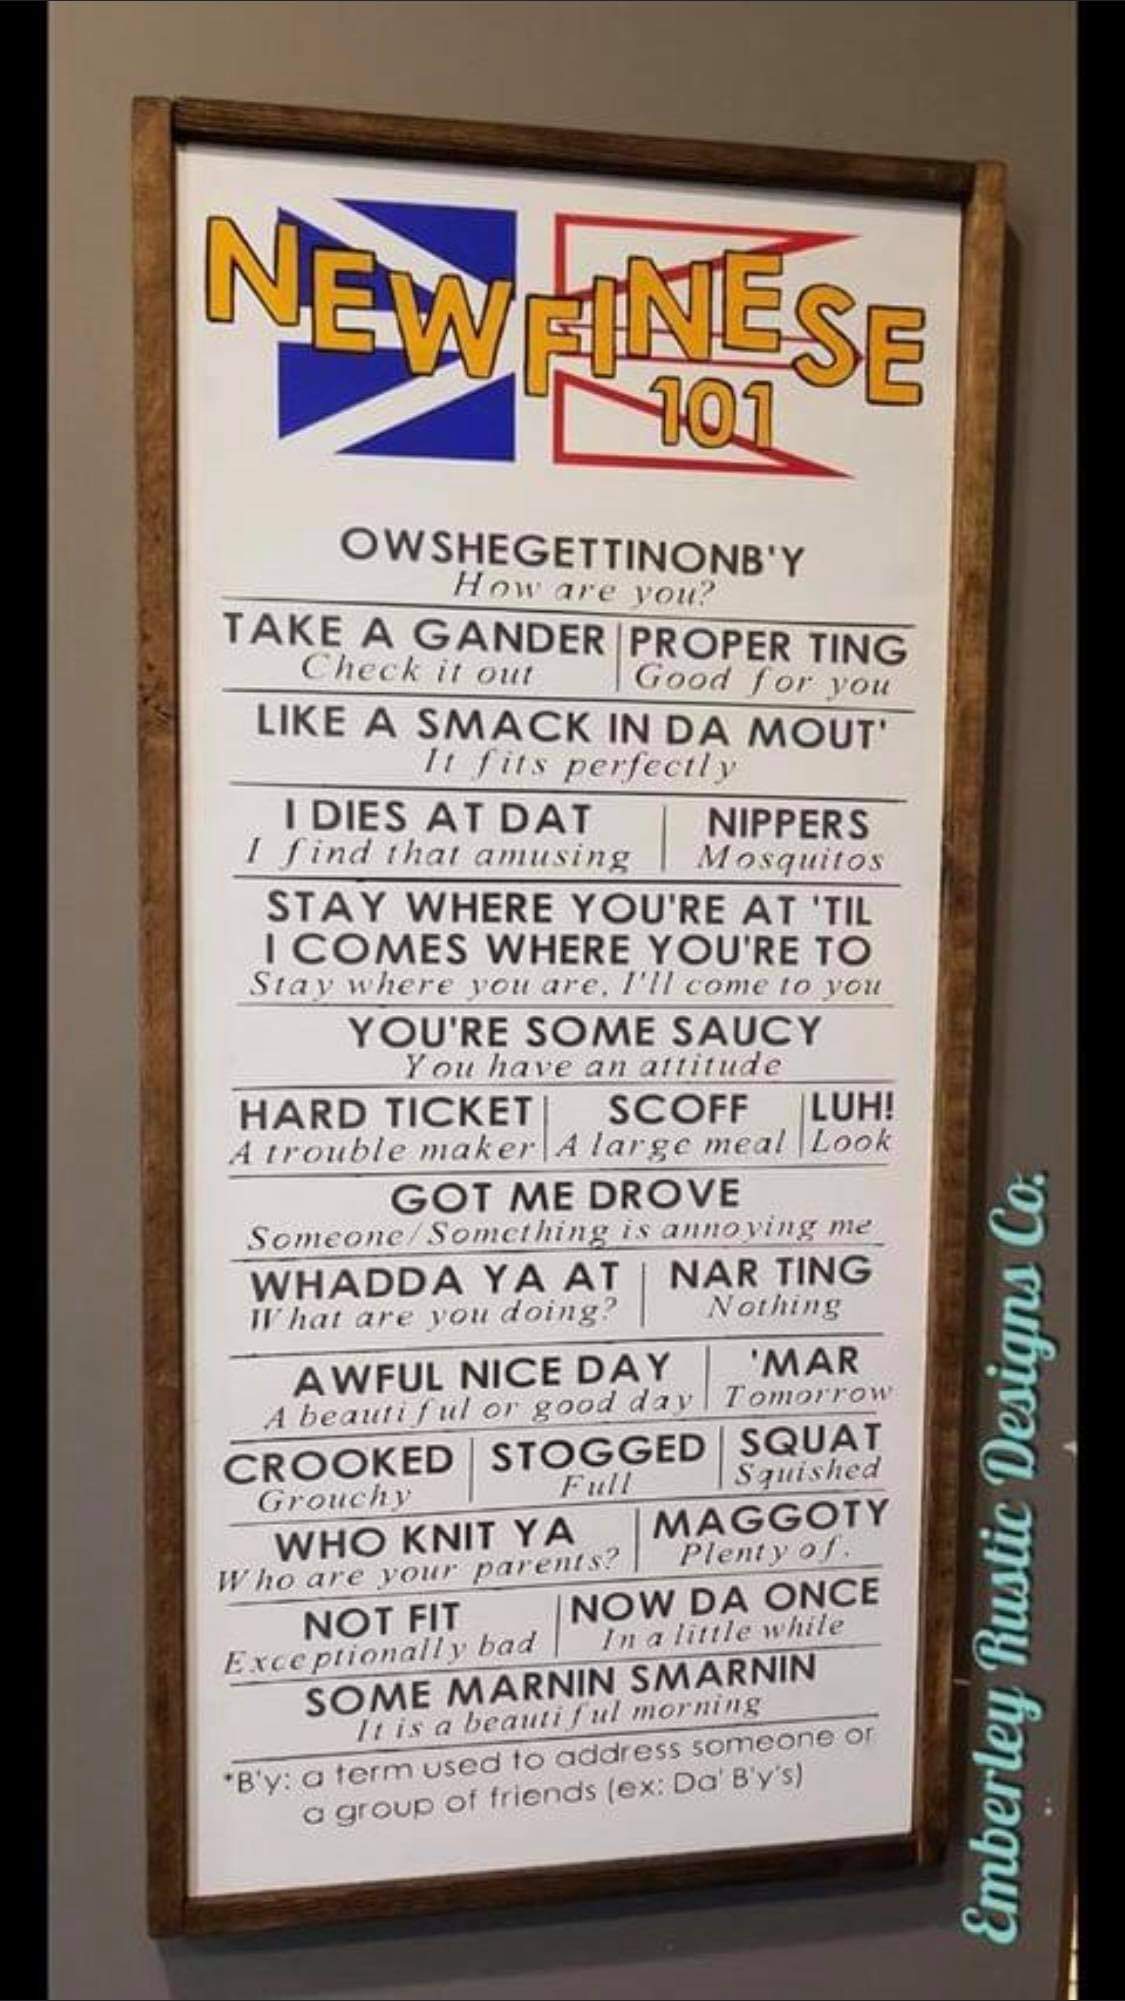 NEWFINESE
101
OWSHEGETTINONB'Y
How are you?
TAKE A GANDER PROPER TING
Check it out Good for you
LIKE A SMACK IN DA MOUT'
It fits perfectly
I DIES AT DAT NIPPERS
I find that amusing Mosquitos
STAY WHERE YOU'RE AT 'TIL
I COMES WHERE YOU'RE TO
Stay where you are, I'll come to you
YOU'RE SOME SAUCY
You have an attitude
HARD TICKET SCOFF LUH!
A trouble maker A large meal Look
GOT ME DROVE
Someone/Something is annoying me
WHADDA YA AT NAR TING
What are you doing? Nothing
AWFUL NICE DAY 'MAR
A beautiful or good day Tomorrow
CROOKED STOGGED SQUAT
Grouchy Full Squished
WHO KNIT YA MAGGOTY
Who are your parents? Plenty of.
NOT FIT NOW DA ONCE
Exceptionally bad In a little while
SOME MARNIN SMARNIN
It is a beautiful morning
*B'y: a term used to address someone or
a group of friends (ex: Da' B'y's)
Emberley Rustic Designs Co.